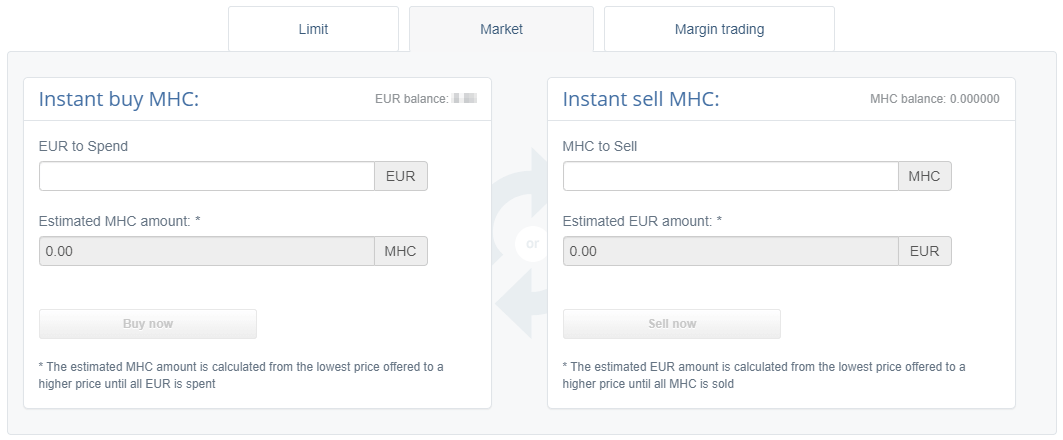 Limit
Market
Margin trading
Instant buy MHC:
EUR balance:
EUR to Spend
EUR
Estimated MHC amount: *
0.00
MHC
Buy now
* The estimated MHC amount is calculated from the lowest price offered to a
higher price until all EUR is spent
or
Instant sell MHC:
MHC balance: 0.000000
MHC to Sell
MHC
Estimated EUR amount: *
0.00
EUR
Sell now
* The estimated EUR amount is calculated from the lowest price offered to a
higher price until all MHC is sold